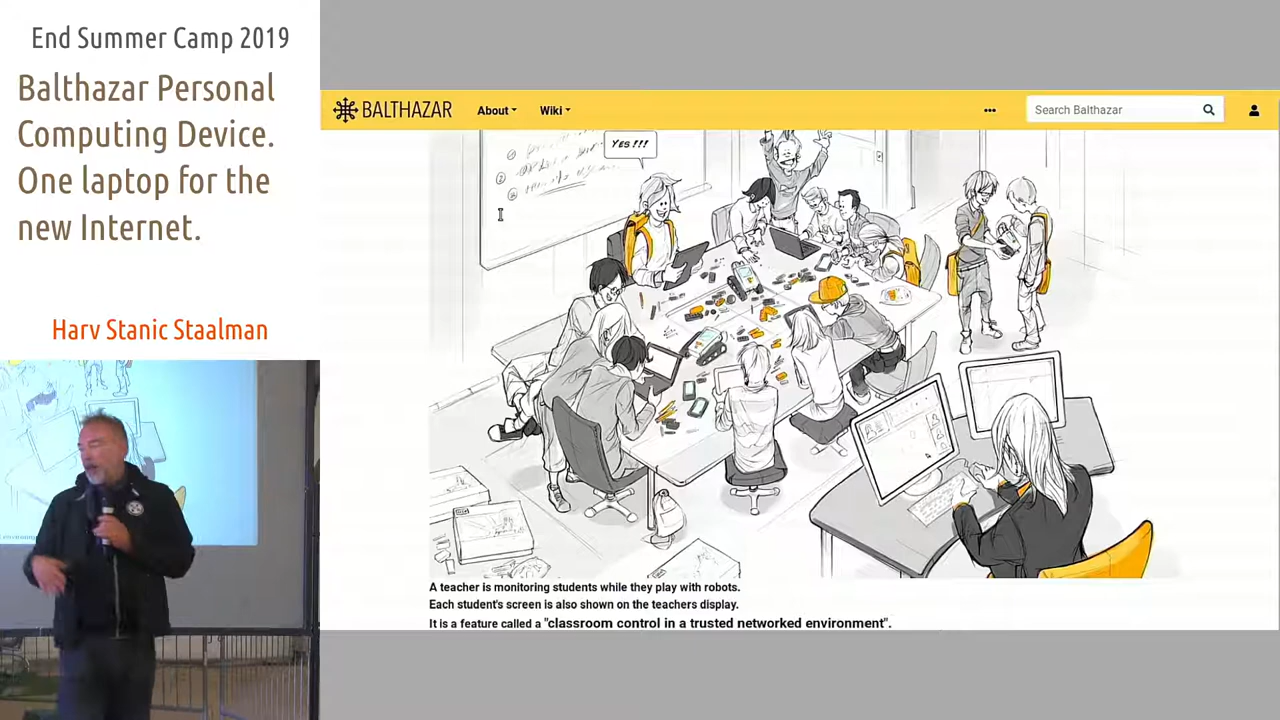 End Summer Camp 2019
Balthazar Personal
Computing Device.
One laptop for the
new Internet.
Harv Stanic Staalman
BALTHAZAR
About
Wiki
Search Balthazar
YES!!!
A teacher is monitoring students while they play with robots.
Each student's screen is also shown on the teachers display.
It is a feature called a "classroom control in a trusted networked environment".